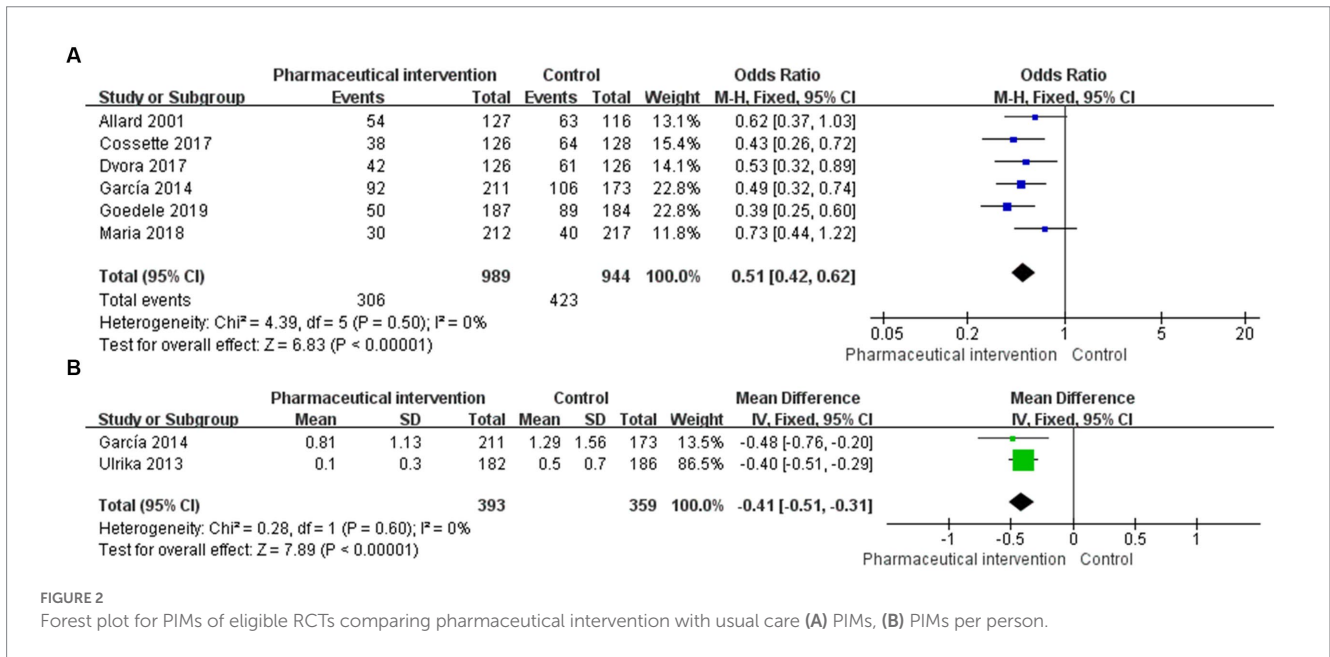 A
Pharmaceutical intervention Control Odds Ratio Odds Ratio
Study or Subgroup Events Total Events Total Weight M-H, Fixed, 95% CI M-H, Fixed, 95% CI
Allard 2001 54 127 63 116 13.1% 0.62 [0.37, 1.03]
Cossette 2017 38 126 64 128 15.4% 0.43 [0.26, 0.72]
Dvora 2017 42 126 61 126 14.1% 0.53 [0.32, 0.89]
García 2014 92 211 106 173 22.8% 0.49 [0.32, 0.74]
Goedele 2019 50 187 89 184 22.8% 0.39 [0.25, 0.60]
Maria 2018 30 212 40 217 11.8% 0.73 [0.44, 1.22]
Total (95% CI) 989 944 100.0% 0.51 [0.42, 0.62]
Total events 306 423
Heterogeneity: Chi² = 4.39, df = 5 (P = 0.50); I² = 0%
Test for overall effect: Z = 6.83 (P < 0.00001)
0.05 0.2 1 5 20
Pharmaceutical intervention Control
B
Pharmaceutical intervention Control Mean Difference Mean Difference
Study or Subgroup Mean SD Total Mean SD Total Weight IV, Fixed, 95% CI IV, Fixed, 95% CI
García 2014 0.81 1.13 211 1.29 1.56 173 13.5% -0.48 [-0.76, -0.20]
Ulrika 2013 0.1 0.3 182 0.5 0.7 186 86.5% -0.40 [-0.51, -0.29]
Total (95% CI) 393 359 100.0% -0.41 [-0.51, -0.31]
Heterogeneity: Chi² = 0.28, df = 1 (P = 0.60); I² = 0%
Test for overall effect: Z = 7.89 (P < 0.00001)
-1 -0.5 0 0.5 1
Pharmaceutical intervention Control
FIGURE 2
Forest plot for PIMs of eligible RCTs comparing pharmaceutical intervention with usual care (A) PIMs, (B) PIMs per person.